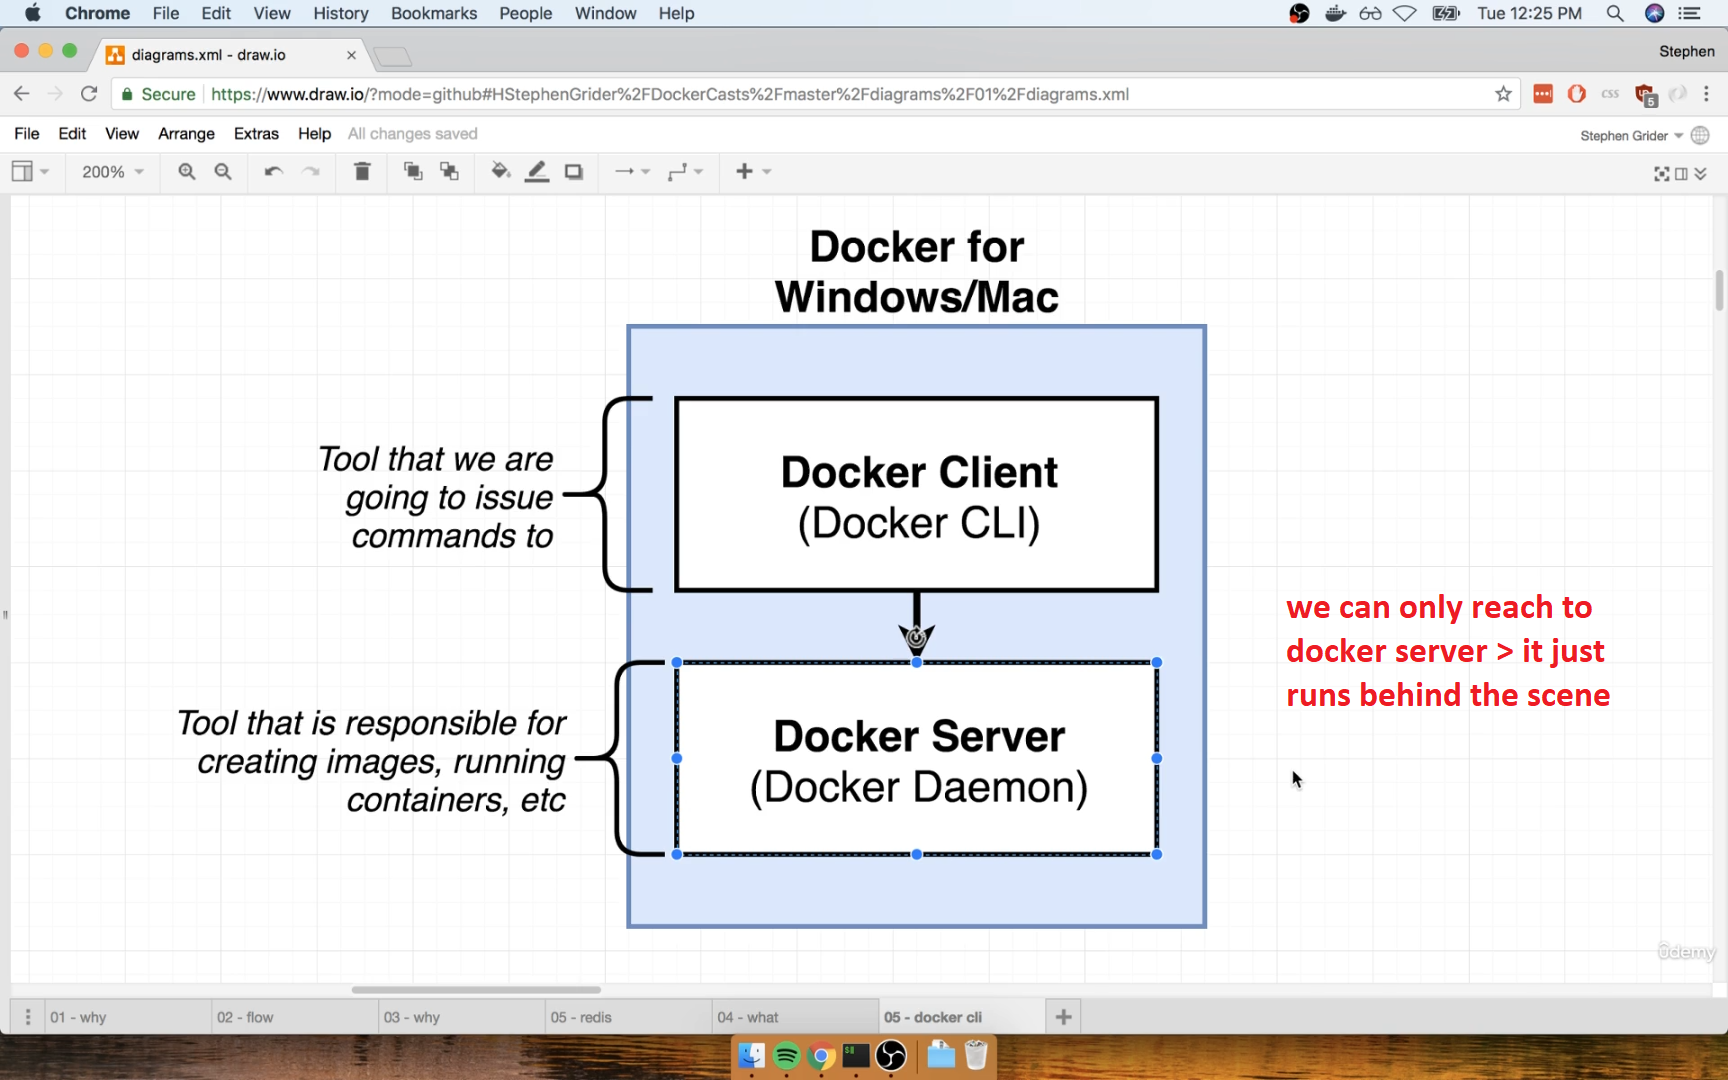 Chrome File Edit View History Bookmarks People Window Help Tue 12:25 PM
diagrams.xml - draw.io Stephen
Secure https://www.draw.io/?mode=github#HStephenGrider%2FDockerCasts%2Fmaster%2Fdiagrams%2F01%2Fdiagrams.xml css 5
File Edit View Arrange Extras Help All changes saved Stephen Grider
200%
Docker for
Windows/Mac
Tool that we are
going to issue
commands to
Docker Client
(Docker CLI)
we can only reach to
docker server > it just
runs behind the scene
Tool that is responsible for
creating images, running
containers, etc
Docker Server
(Docker Daemon)
ûdemy
01 - why 02 - flow 03 - why 05 - redis 04 - what 05 - docker cli